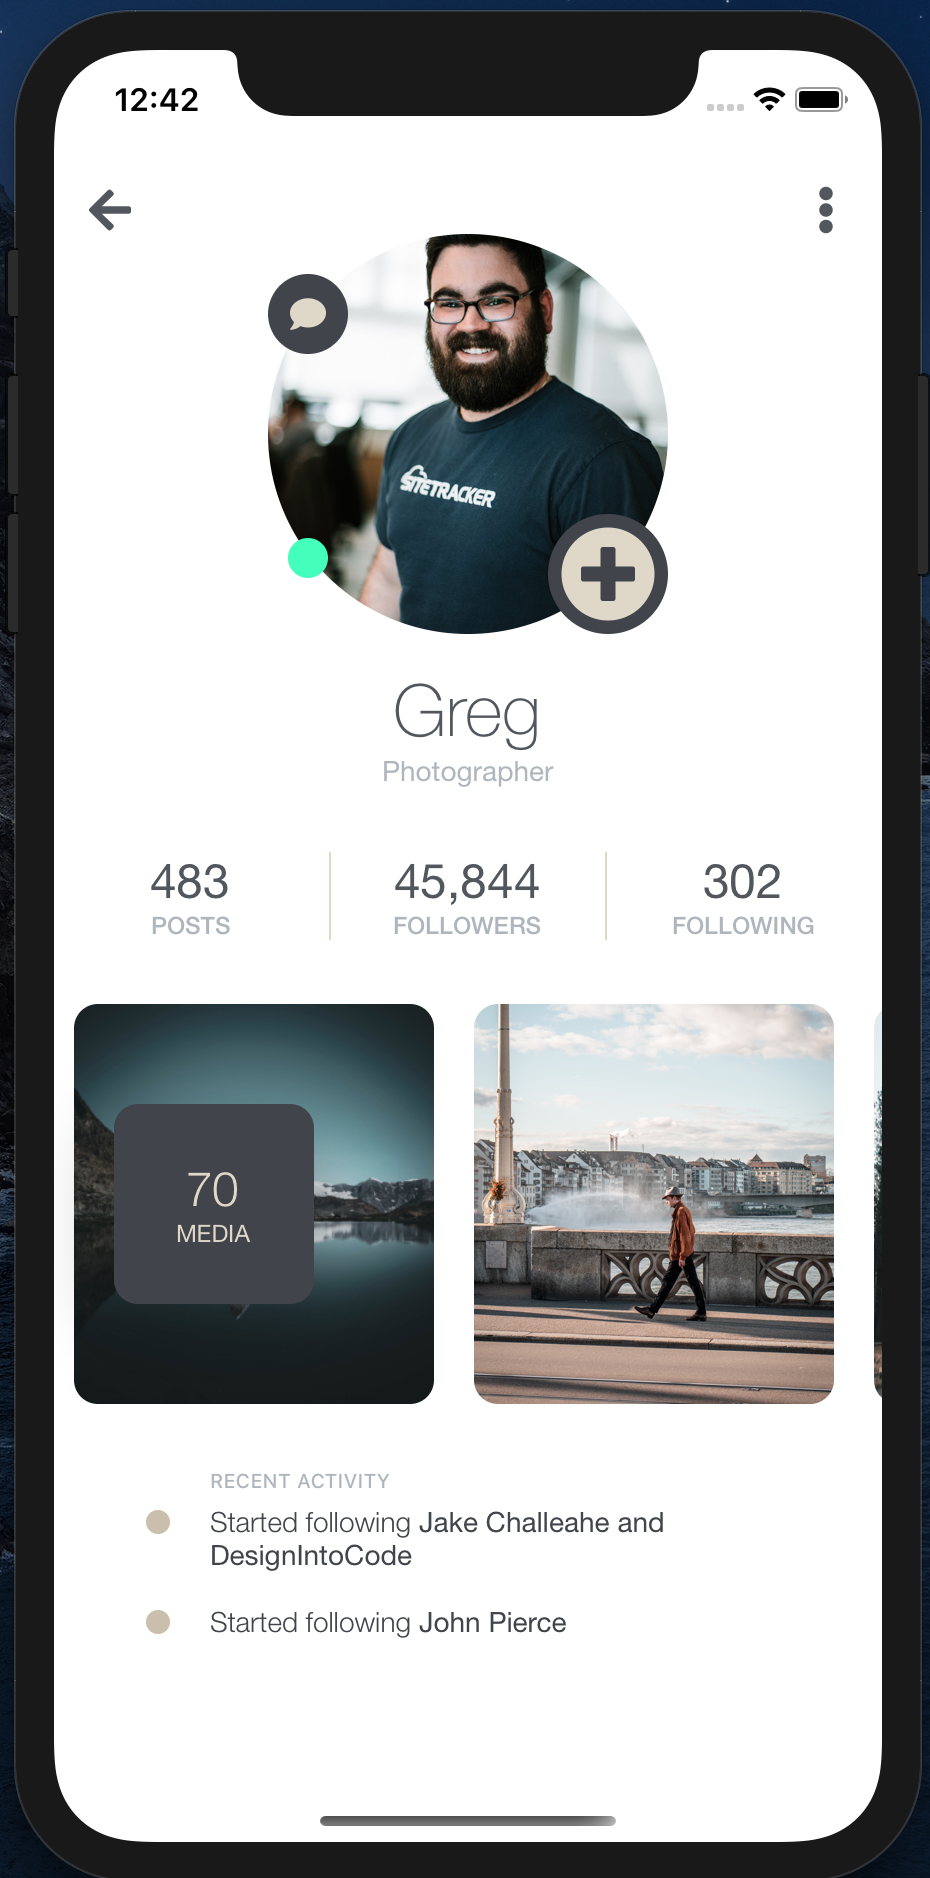 12:42
SITETRACKER
Greg
Photographer
483
POSTS
45,844
FOLLOWERS
302
FOLLOWING
70
MEDIA
RECENT ACTIVITY
Started following Jake Challeahe and
DesignIntoCode
Started following John Pierce